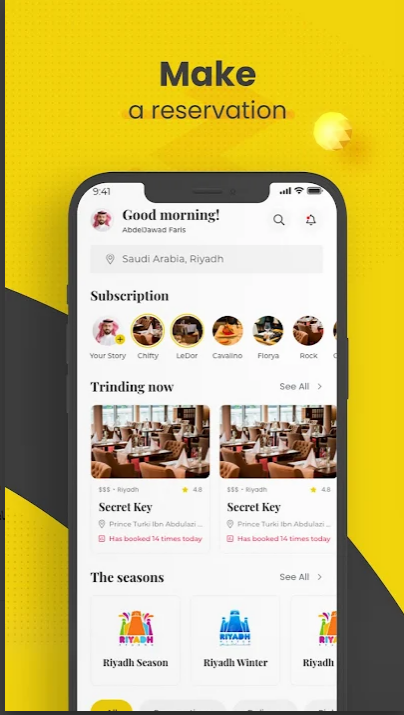 Make
a reservation
9:41
Good morning!
AbdelJawad Faris
Saudi Arabia, Riyadh
Subscription
Your Story
Chifty
LeDor
Cavalino
Florya
Rock
Trinding now
See All
$$$ • Riyadh
4.8
$$$ • Riyadh
4.8
Secret Key
Secret Key
Prince Turki Ibn Abdulazi ...
Prince Turki Ibn Abdulazi ...
Has booked 14 times today
Has booked 14 times today
The seasons
See All
RIYADH
RIYADH
Riyadh Season
Riyadh Winter
Riyadh
All